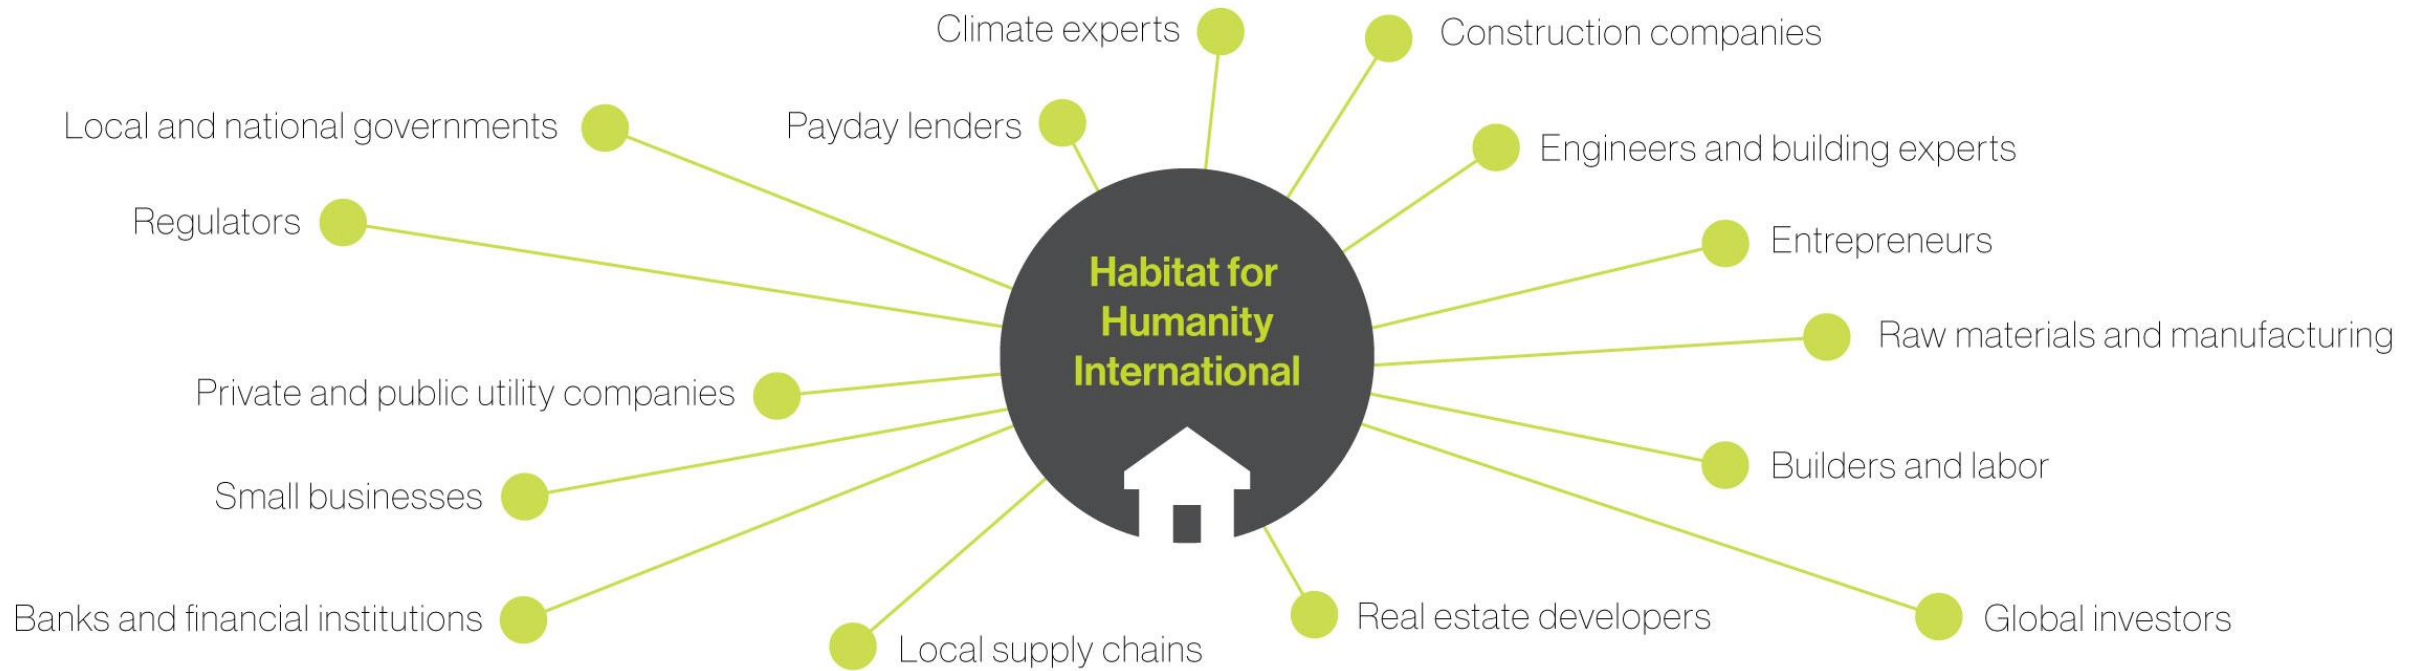 Climate experts
Construction companies
Local and national governments
Payday lenders
Engineers and building experts
Regulators
Entrepreneurs
Habitat for
Humanity
International
Raw materials and manufacturing
Private and public utility companies
Builders and labor
Small businesses
Banks and financial institutions
Real estate developers
Global investors
Local supply chains